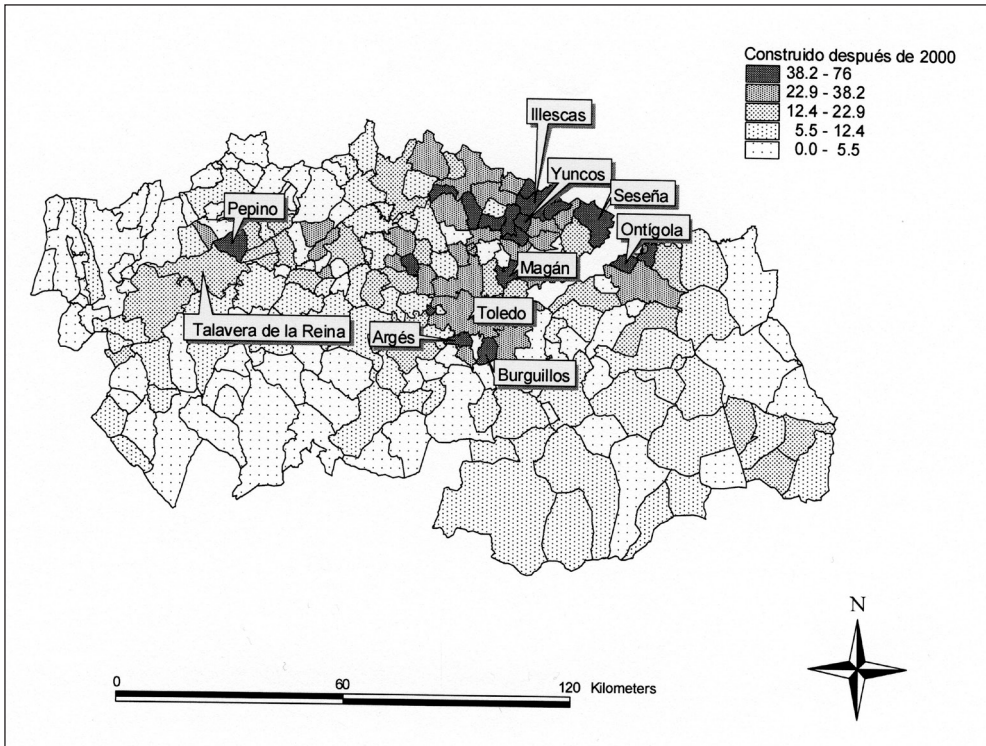 Construido después de 2000
38.2 - 76
22.9 - 38.2
12.4 - 22.9
5.5 - 12.4
0.0 - 5.5
Illescas
Yuncos
Seseña
Pepino
Ontígola
Magán
Toledo
Talavera de la Reina
Argés
Burguillos
N
0 60 120 Kilometers